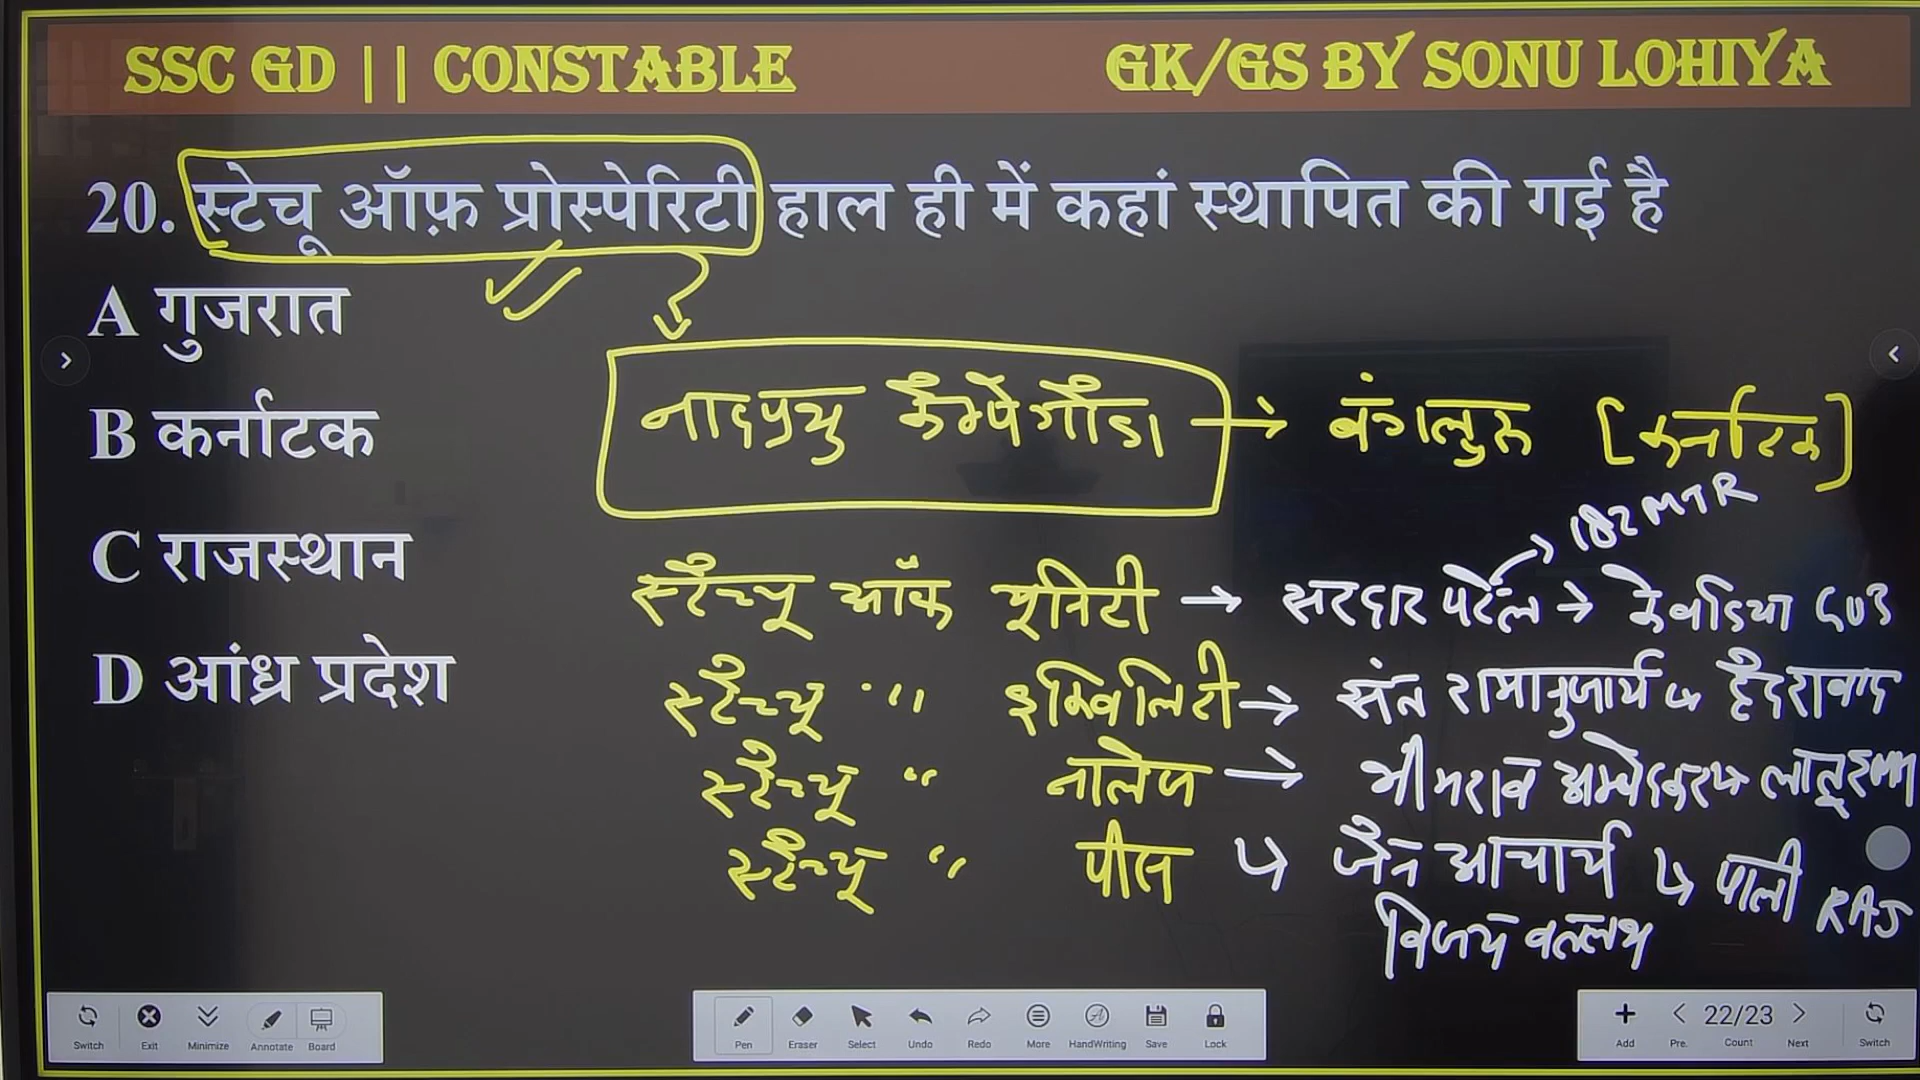 SSC GD || CONSTABLE GK/GS BY SONU LOHIYA
20. स्टेचू ऑफ़ प्रोस्पेरिटी हाल ही में कहां स्थापित की गई है
A गुजरात
B कर्नाटक
C राजस्थान
D आंध्र प्रदेश
नादप्रभु कैम्पेगौडा → बंगलुरु [कर्नाटक]
→ 182 MTR
स्टैच्यू ऑफ यूनिटी → सरदार पटेल → केवडिया GUJ
स्टैच्यू " इक्विलिटी → संत रामानुजार्य → हैदराबाद
स्टैच्यू " नॉलेज → भीमराव अम्बेडकर → लातूर
स्टैच्यू " पीस → जैन आचार्य → पाली RAJ
विजय वल्लभ
Switch Exit Minimize Annotate Board
Pen Eraser Select Undo Redo More HandWriting Save Lock
22/23
Add Pre. Count Next Switch